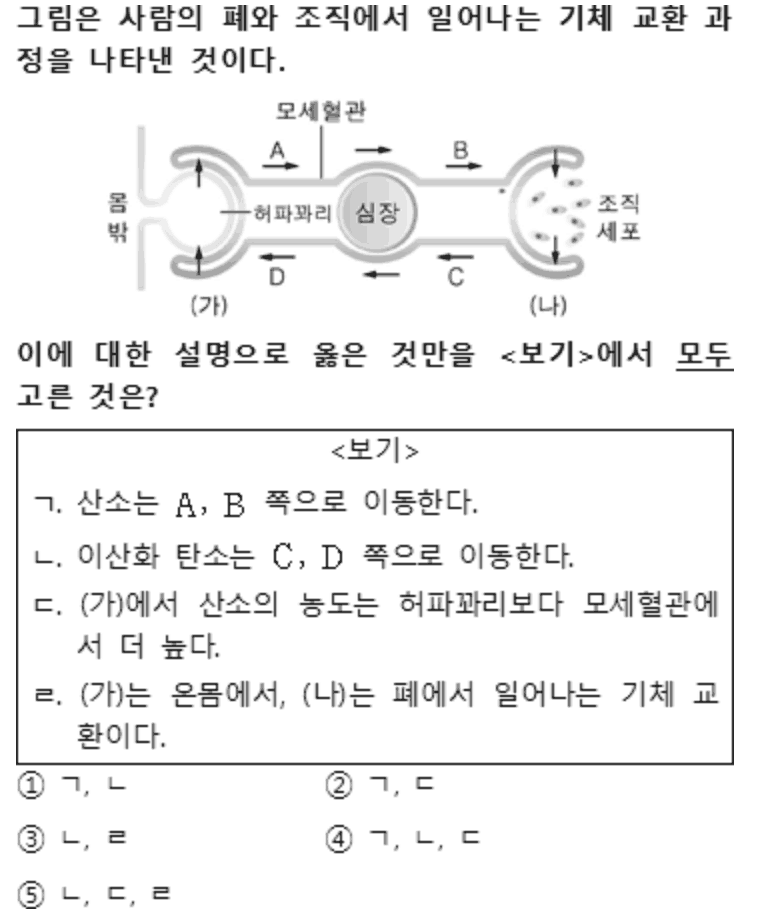 그림은 사람의 폐와 조직에서 일어나는 기체 교환 과
정을 나타낸 것이다.
모세혈관
A
B
몸
밖
허파꽈리
심장
조직
세포
D
C
(가)
(나)
이에 대한 설명으로 옳은 것만을 <보기>에서 모두
고른 것은?
<보기>
ㄱ. 산소는 A, B 쪽으로 이동한다.
ㄴ. 이산화 탄소는 C, D 쪽으로 이동한다.
ㄷ. (가)에서 산소의 농도는 허파꽈리보다 모세혈관에
서 더 높다.
ㄹ. (가)는 온몸에서, (나)는 폐에서 일어나는 기체 교
환이다.
① ㄱ, ㄴ ② ㄱ, ㄷ
③ ㄴ, ㄹ ④ ㄱ, ㄴ, ㄷ
⑤ ㄴ, ㄷ, ㄹ